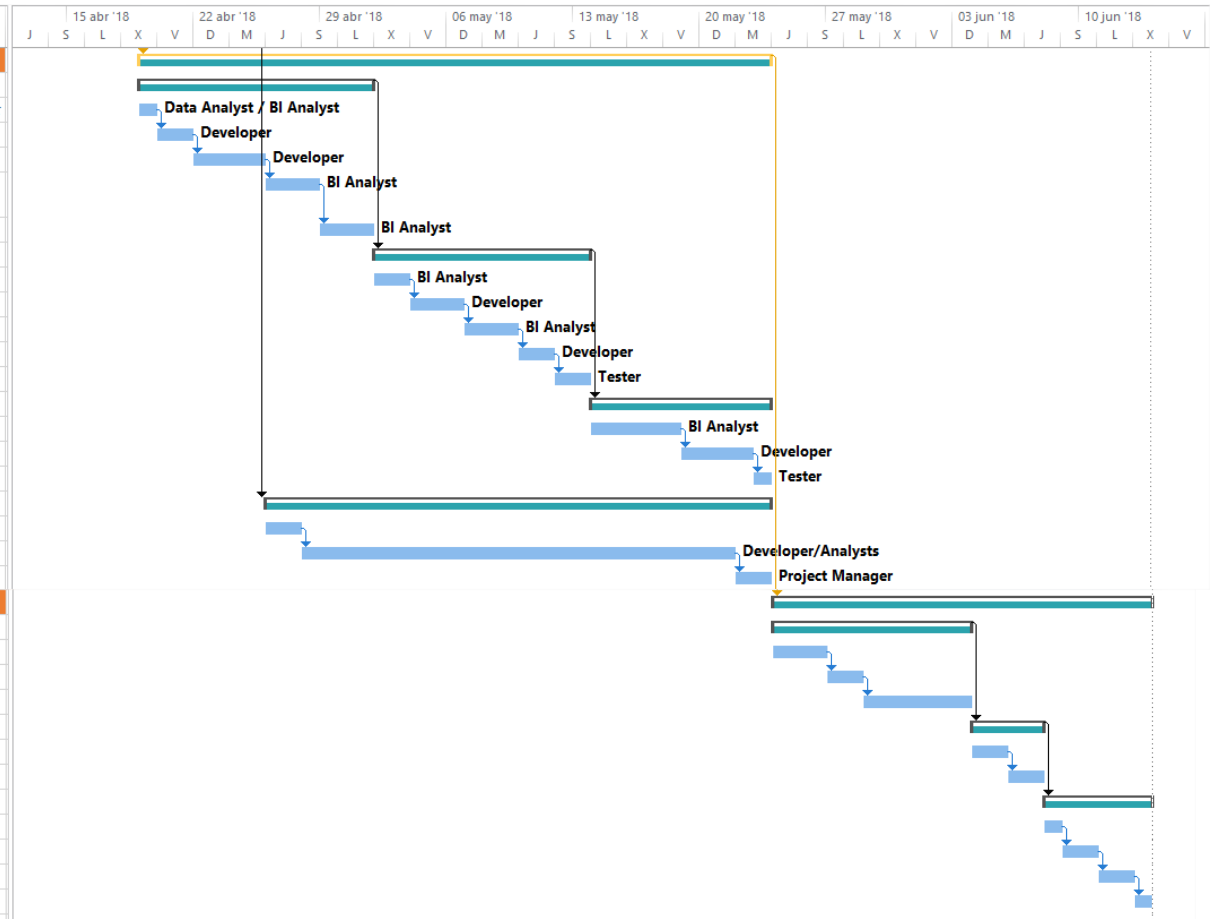 15 abr '18 22 abr '18 29 abr '18 06 may '18 13 may '18 20 may '18 27 may '18 03 jun '18 10 jun '18
J S L X V D M J S L X V D M J S L X V D M J S L X V D M J S L X V
Data Analyst / BI Analyst
Developer
Developer
BI Analyst
BI Analyst
BI Analyst
Developer
BI Analyst
Developer
Tester
BI Analyst
Developer
Tester
Developer/Analysts
Project Manager